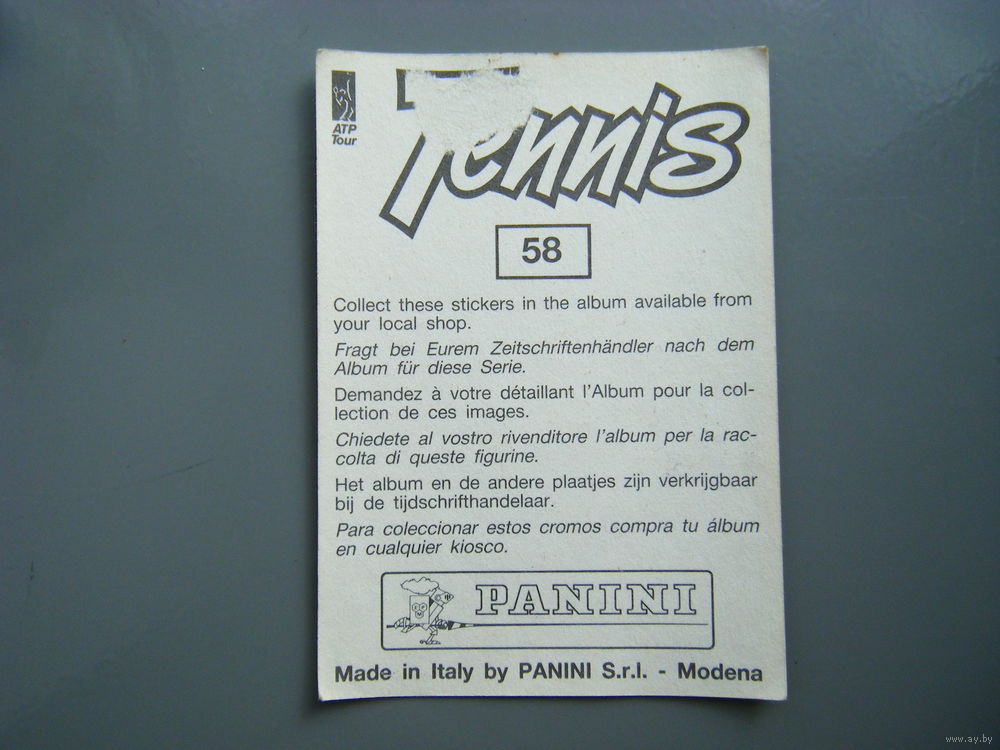 ATP
Tour
Tennis
58
Collect these stickers in the album available from
your local shop.
Fragt bei Eurem Zeitschriftenhändler nach dem
Album für diese Serie.
Demandez à votre détaillant l'Album pour la col-
lection de ces images.
Chiedete al vostro rivenditore l'album per la rac-
colta di queste figurine.
Het album en de andere plaatjes zijn verkrijgbaar
bij de tijdschrifthandelaar.
Para coleccionar estos cromos compra tu álbum
en cualquier kiosco.
PANINI
Made in Italy by PANINI S.r.l. - Modena
www.ay.by